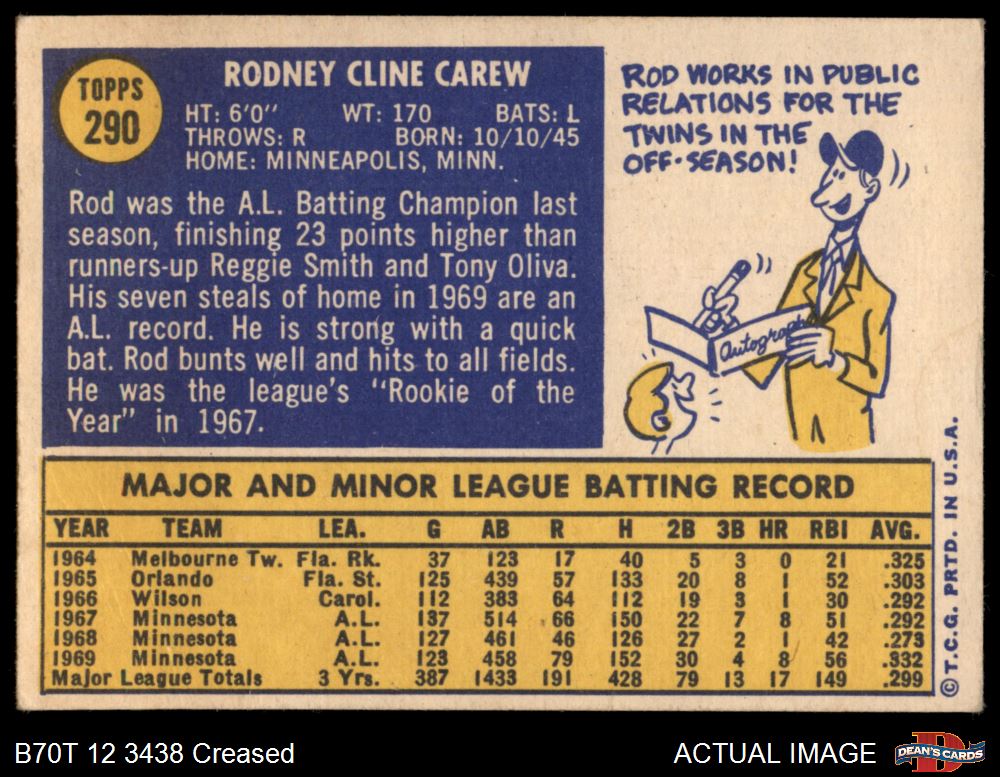 TOPPS
290
RODNEY CLINE CAREW
HT: 6'0" WT: 170 BATS: L
THROWS: R BORN: 10/10/45
HOME: MINNEAPOLIS, MINN.
Rod was the A.L. Batting Champion last
season, finishing 23 points higher than
runners-up Reggie Smith and Tony Oliva.
His seven steals of home in 1969 are an
A.L. record. He is strong with a quick
bat. Rod bunts well and hits to all fields.
He was the league's "Rookie of the
Year" in 1967.
ROD WORKS IN PUBLIC
RELATIONS FOR THE
TWINS IN THE
OFF-SEASON!
Autographs
MAJOR AND MINOR LEAGUE BATTING RECORD
YEAR TEAM LEA. G AB R H 2B 3B HR RBI AVG.
1964 Melbourne Tw. Fla. Rk. 37 123 17 40 5 3 0 21 .325
1965 Orlando Fla. St. 125 439 57 133 20 8 1 52 .303
1966 Wilson Carol. 112 383 64 112 19 3 1 30 .292
1967 Minnesota A.L. 137 514 66 150 22 7 8 51 .292
1968 Minnesota A.L. 127 461 46 126 27 2 1 42 .273
1969 Minnesota A.L. 123 458 79 152 30 4 8 56 .332
Major League Totals 3 Yrs. 387 1433 191 428 79 13 17 149 .299
© T.C.G. PRTD. IN U.S.A.
B70T 12 3438 Creased
ACTUAL IMAGE
DEAN'S CARDS